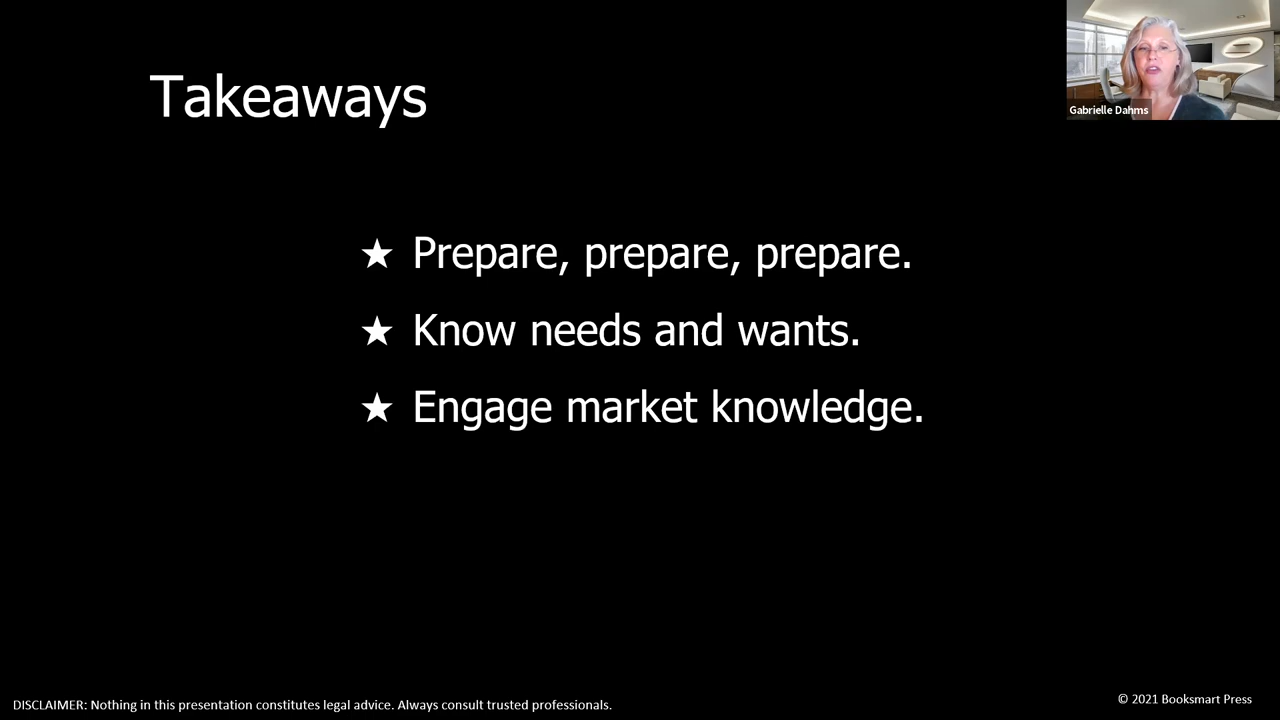 Takeaways
Gabrielle Dahms
★ Prepare, prepare, prepare.
★ Know needs and wants.
★ Engage market knowledge.
DISCLAIMER: Nothing in this presentation constitutes legal advice. Always consult trusted professionals.
© 2021 Booksmart Press